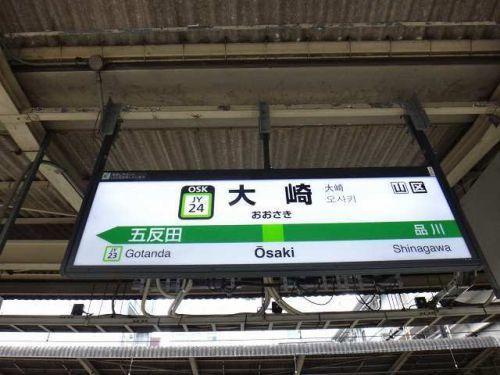 OSK
JY
24
大崎
おおさき
大崎
오사키
山区
五反田
品川
JY
23
Gotanda
Ōsaki
Shinagawa